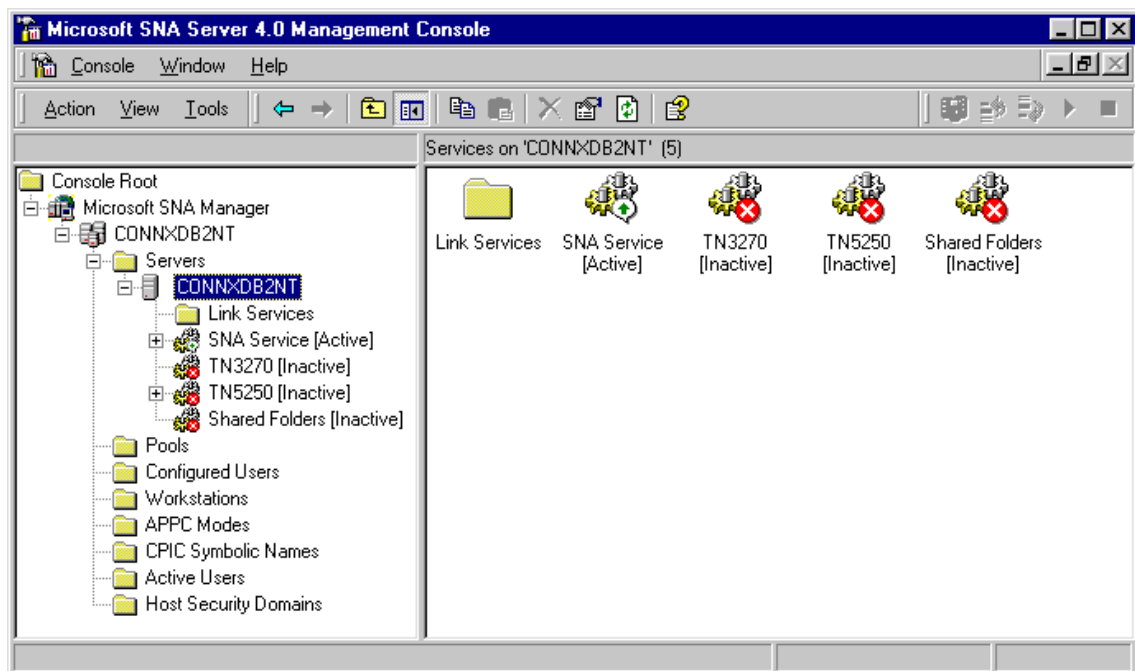 Microsoft SNA Server 4.0 Management Console
Console Window Help
Action View Tools
Services on 'CONNXDB2NT' (5)
Console Root
Microsoft SNA Manager
CONNXDB2NT
Servers
CONNXDB2NT
Link Services
SNA Service [Active]
TN3270 [Inactive]
TN5250 [Inactive]
Shared Folders [Inactive]
Pools
Configured Users
Workstations
APPC Modes
CPIC Symbolic Names
Active Users
Host Security Domains
Link Services
SNA Service
[Active]
TN3270
[Inactive]
TN5250
[Inactive]
Shared Folders
[Inactive]